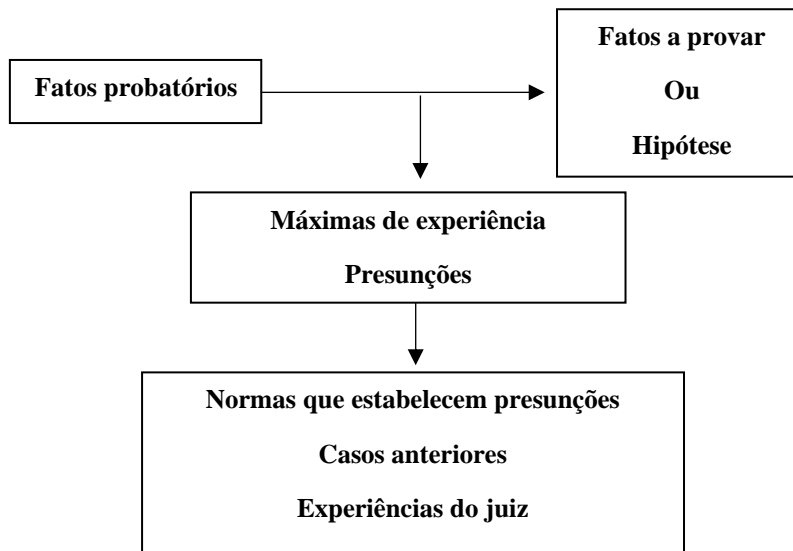 Fatos probatórios
Fatos a provar
Ou
Hipótese
Máximas de experiência
Presunções
Normas que estabelecem presunções
Casos anteriores
Experiências do juiz